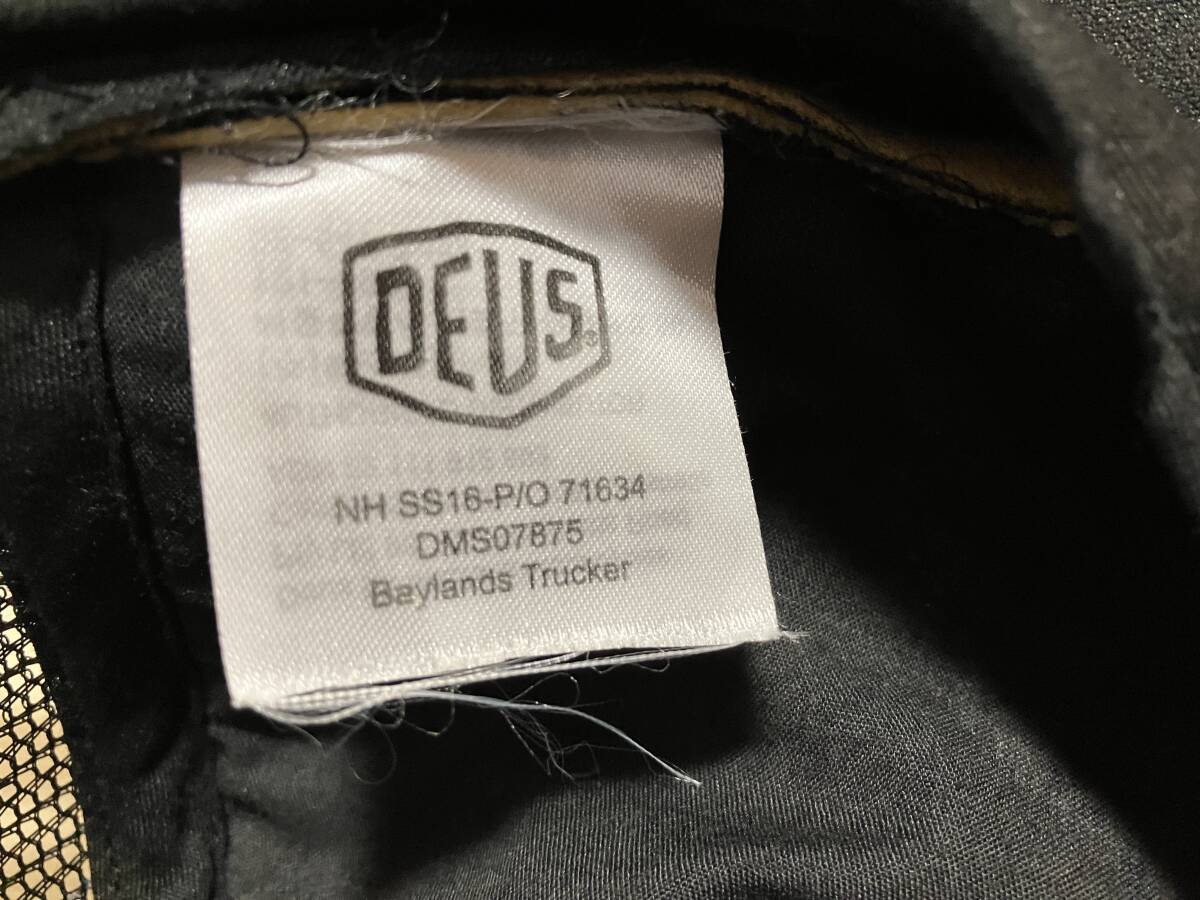 DEUS®
NH SS16-P/O 71634
DMS07875
Baylands Trucker